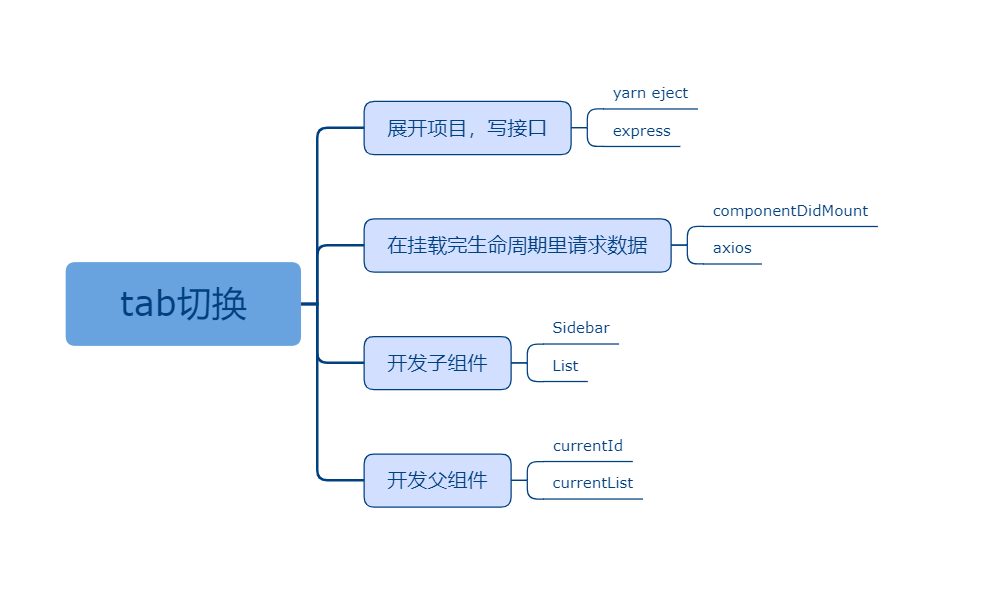 tab切换
展开项目，写接口
yarn eject
express
在挂载完生命周期里请求数据
componentDidMount
axios
开发子组件
Sidebar
List
开发父组件
currentId
currentList